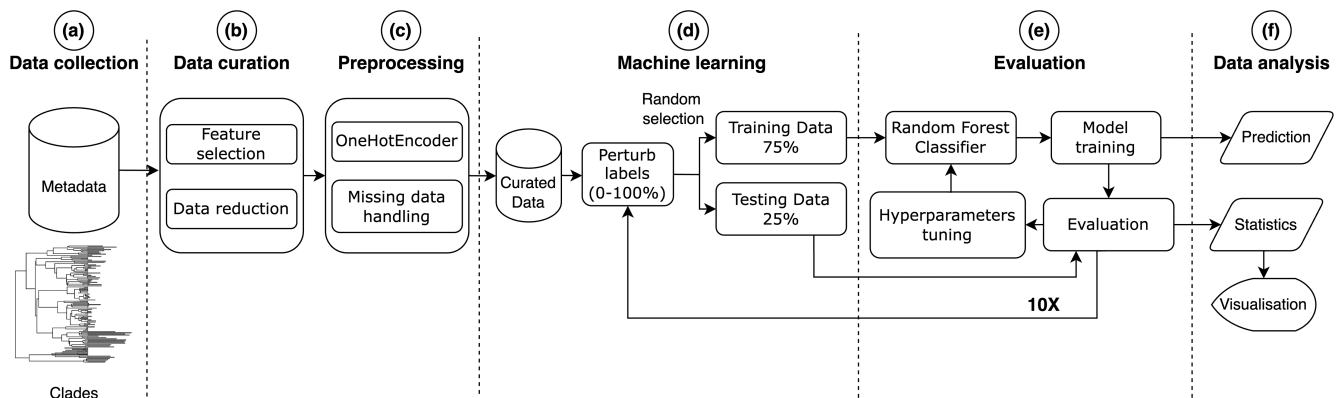 (a)
Data collection
Metadata
Clades
(b)
Data curation
Feature
selection
Data reduction
(c)
Preprocessing
OneHotEncoder
Missing data
handling
(d)
Machine learning
Curated
Data
Perturb
labels
(0-100%)
Random
selection
Training Data
75%
Testing Data
25%
(e)
Evaluation
Random Forest
Classifier
Model
training
Hyperparameters
tuning
Evaluation
10X
(f)
Data analysis
Prediction
Statistics
Visualisation